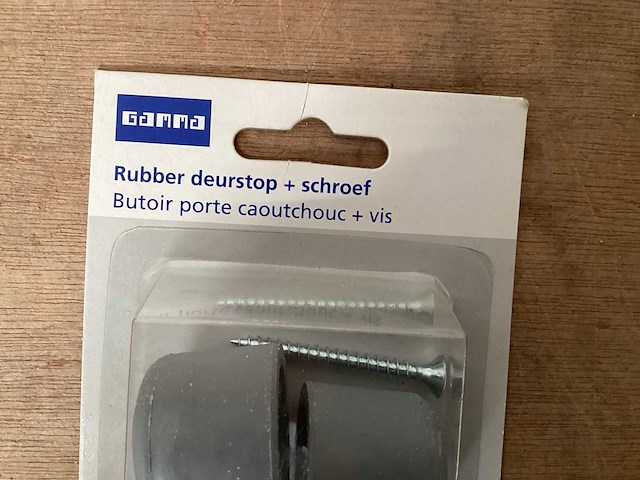 GAMMA
Rubber deurstop + schroef
Butoir porte caoutchouc + vis